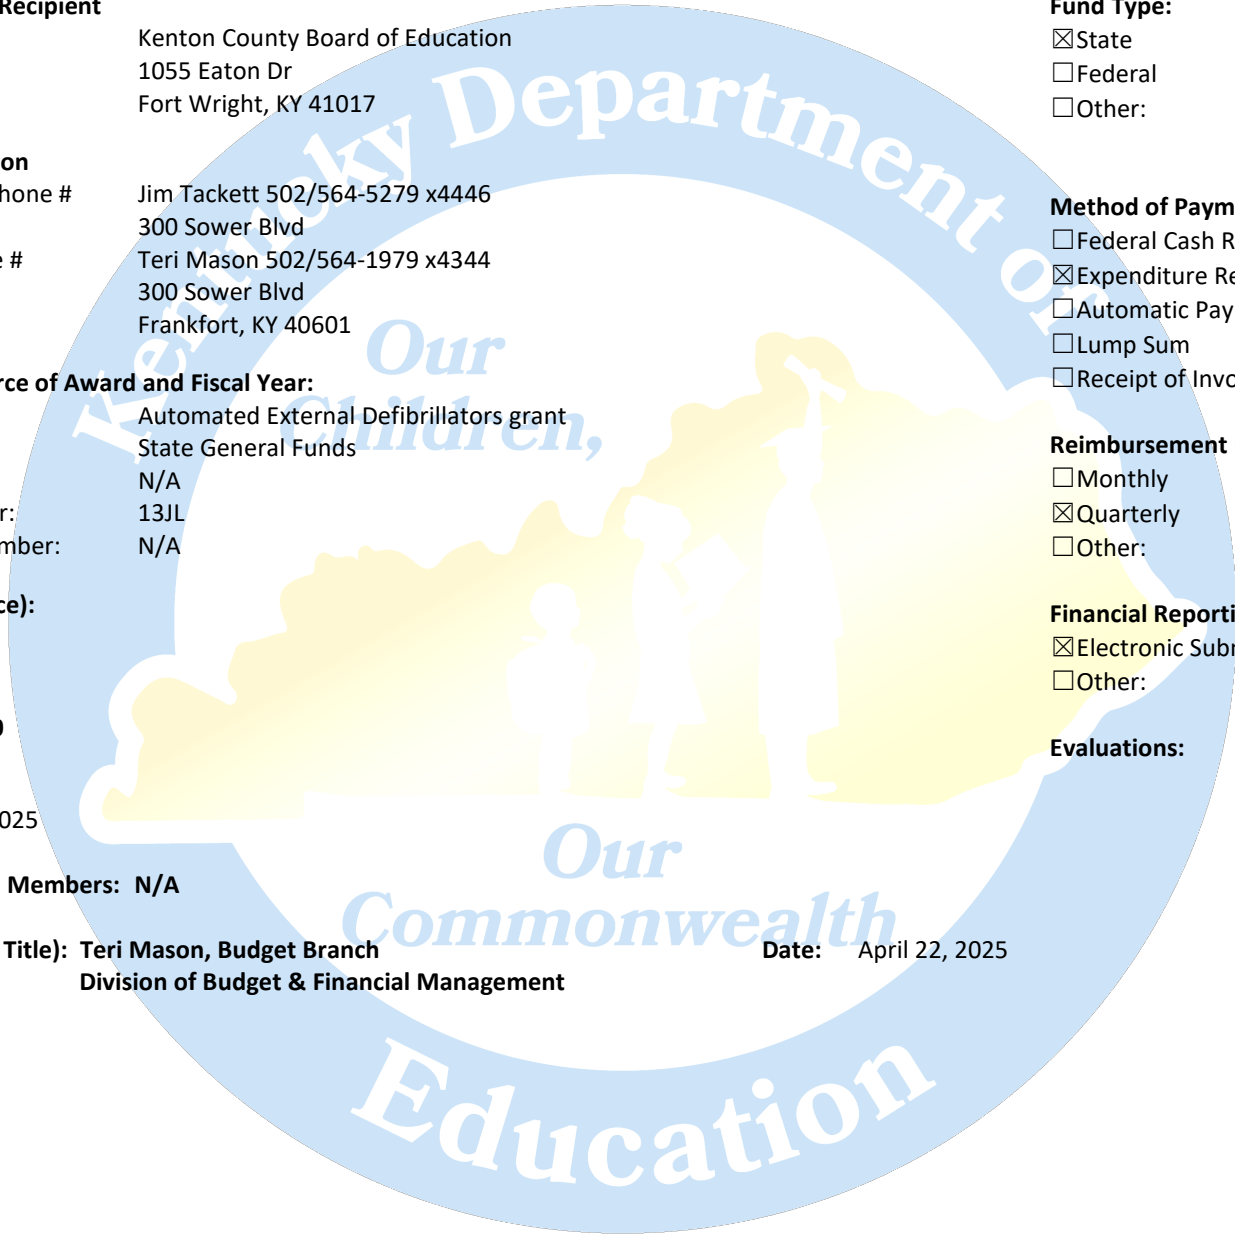 Recipient
Kenton County Board of Education
1055 Eaton Dr
Fort Wright, KY 41017
on
hone # Jim Tackett 502/564-5279 x4446
300 Sower Blvd
e # Teri Mason 502/564-1979 x4344
300 Sower Blvd
Frankfort, KY 40601
rce of Award and Fiscal Year:
Automated External Defibrillators grant
State General Funds
N/A
r: 13JL
mber: N/A
ce):
025
Members: N/A
Title): Teri Mason, Budget Branch
Division of Budget & Financial Management
Date: April 22, 2025
Fund Type:
☒State
☐Federal
☐Other:
Method of Paym
☐Federal Cash R
☒Expenditure Re
☐Automatic Pay
☐Lump Sum
☐Receipt of Invo
Reimbursement
☐Monthly
☒Quarterly
☐Other:
Financial Reporti
☒Electronic Subr
☐Other:
Evaluations:
Kentucky Department of
Education
Our
Children,
Our
Commonwealth